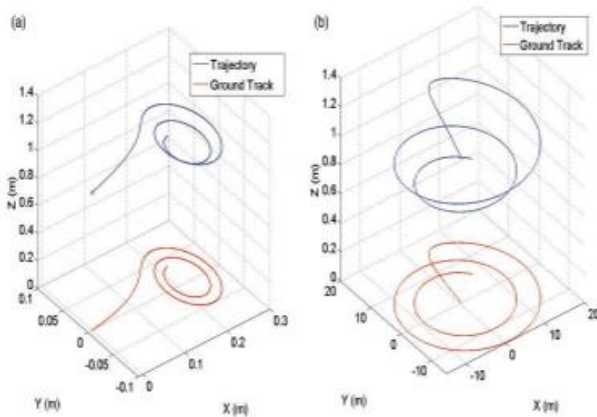 (a)
Trajectory
Ground Track
1.4
1.2
1
0.8
0.6
0.4
0.2
0
Z (m)
0.1
0.05
0
-0.05
-0.1
Y (m)
0
0.1
0.2
0.3
X (m)
(b)
Trajectory
Ground Track
1.4
1.2
1
0.8
0.6
0.4
0.2
0
Z (m)
20
10
0
-10
Y (m)
-10
0
10
20
X (m)